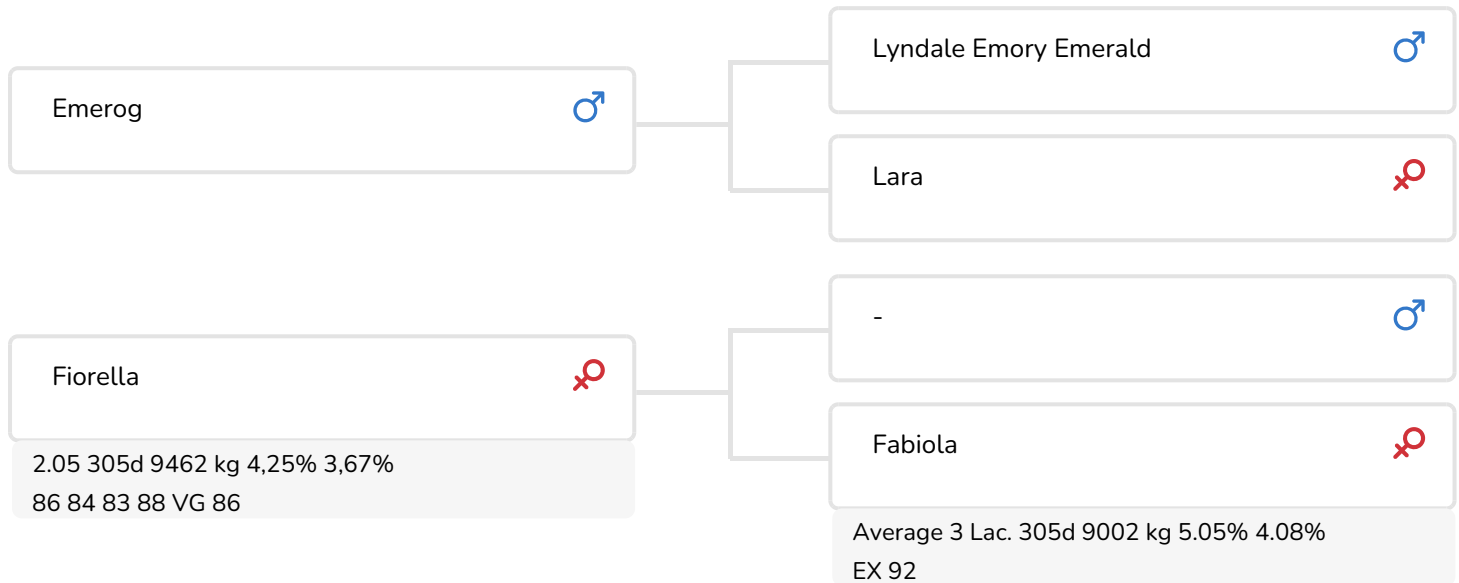 Emerog
Lyndale Emory Emerald
Lara
Fiorella
2.05 305d 9462 kg 4,25% 3,67%
86 84 83 88 VG 86
-
Fabiola
Average 3 Lac. 305d 9002 kg 5.05% 4.08%
EX 92